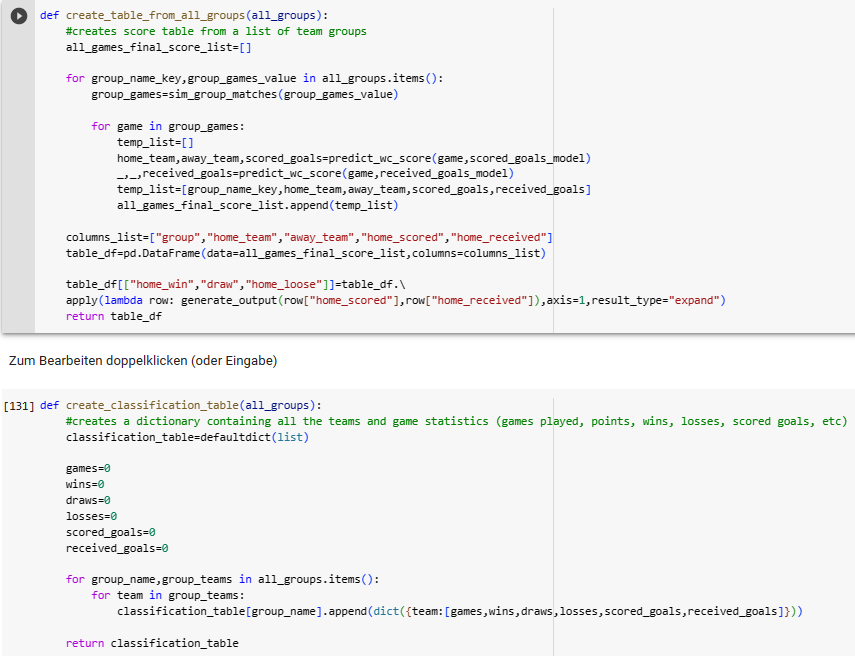 def create_table_from_all_groups(all_groups):
    #creates score table from a list of team groups
    all_games_final_score_list=[]
    for group_name_key,group_games_value in all_groups.items():
        group_games=sim_group_matches(group_games_value)
        for game in group_games:
            temp_list=[]
            home_team,away_team,scored_goals=predict_wc_score(game,scored_goals_model)
            _,_,received_goals=predict_wc_score(game,received_goals_model)
            temp_list=[group_name_key,home_team,away_team,scored_goals,received_goals]
            all_games_final_score_list.append(temp_list)
    columns_list=["group","home_team","away_team","home_scored","home_received"]
    table_df=pd.DataFrame(data=all_games_final_score_list,columns=columns_list)
    table_df[["home_win","draw","home_loose"]]=table_df.\
    apply(lambda row: generate_output(row["home_scored"],row["home_received"]),axis=1,result_type="expand")
    return table_df
Zum Bearbeiten doppelklicken (oder Eingabe)
[131] def create_classification_table(all_groups):
    #creates a dictionary containing all the teams and game statistics (games played, points, wins, losses, scored goals, etc)
    classification_table=defaultdict(list)
    games=0
    wins=0
    draws=0
    losses=0
    scored_goals=0
    received_goals=0
    for group_name,group_teams in all_groups.items():
        for team in group_teams:
            classification_table[group_name].append(dict({team:[games,wins,draws,losses,scored_goals,received_goals]}))
    return classification_table